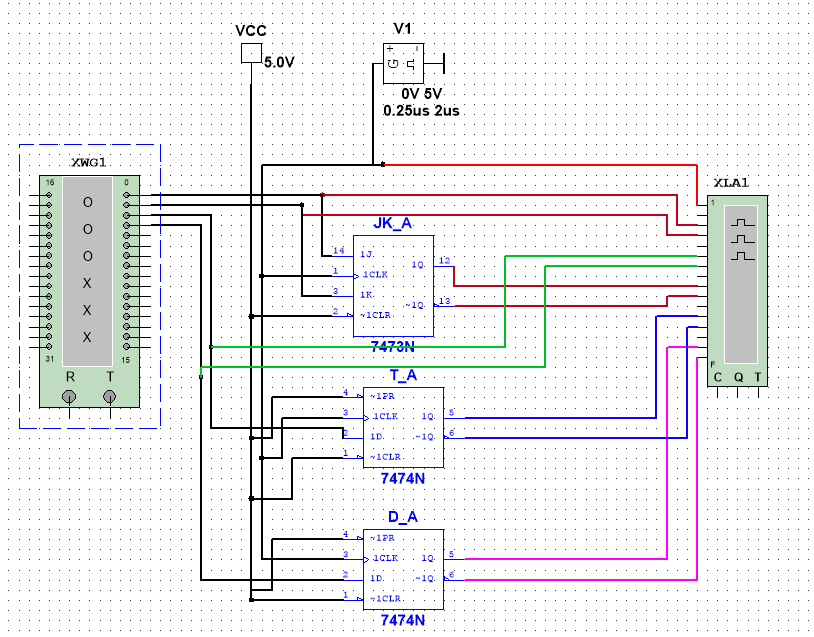 VCC
5.0V
V1
G + -
0V 5V
0.25us 2us
XWG1
16 0
O
O
O
X
X
X
31 15
R T
XLA1
1
F
C Q T
JK_A
14 1J
1 1CLK
3 1K
2 ~1CLR
1Q 12
~1Q 13
7473N
T_A
4 ~1PR
3 1CLK
2 1D
1 ~1CLR
1Q 5
~1Q 6
7474N
D_A
4 ~1PR
3 1CLK
2 1D
1 ~1CLR
1Q 5
~1Q 6
7474N